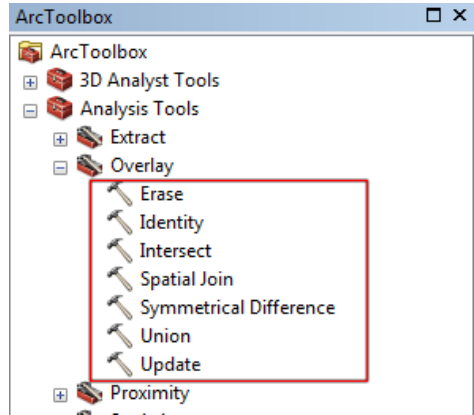 ArcToolbox
ArcToolbox
3D Analyst Tools
Analysis Tools
Extract
Overlay
Erase
Identity
Intersect
Spatial Join
Symmetrical Difference
Union
Update
Proximity